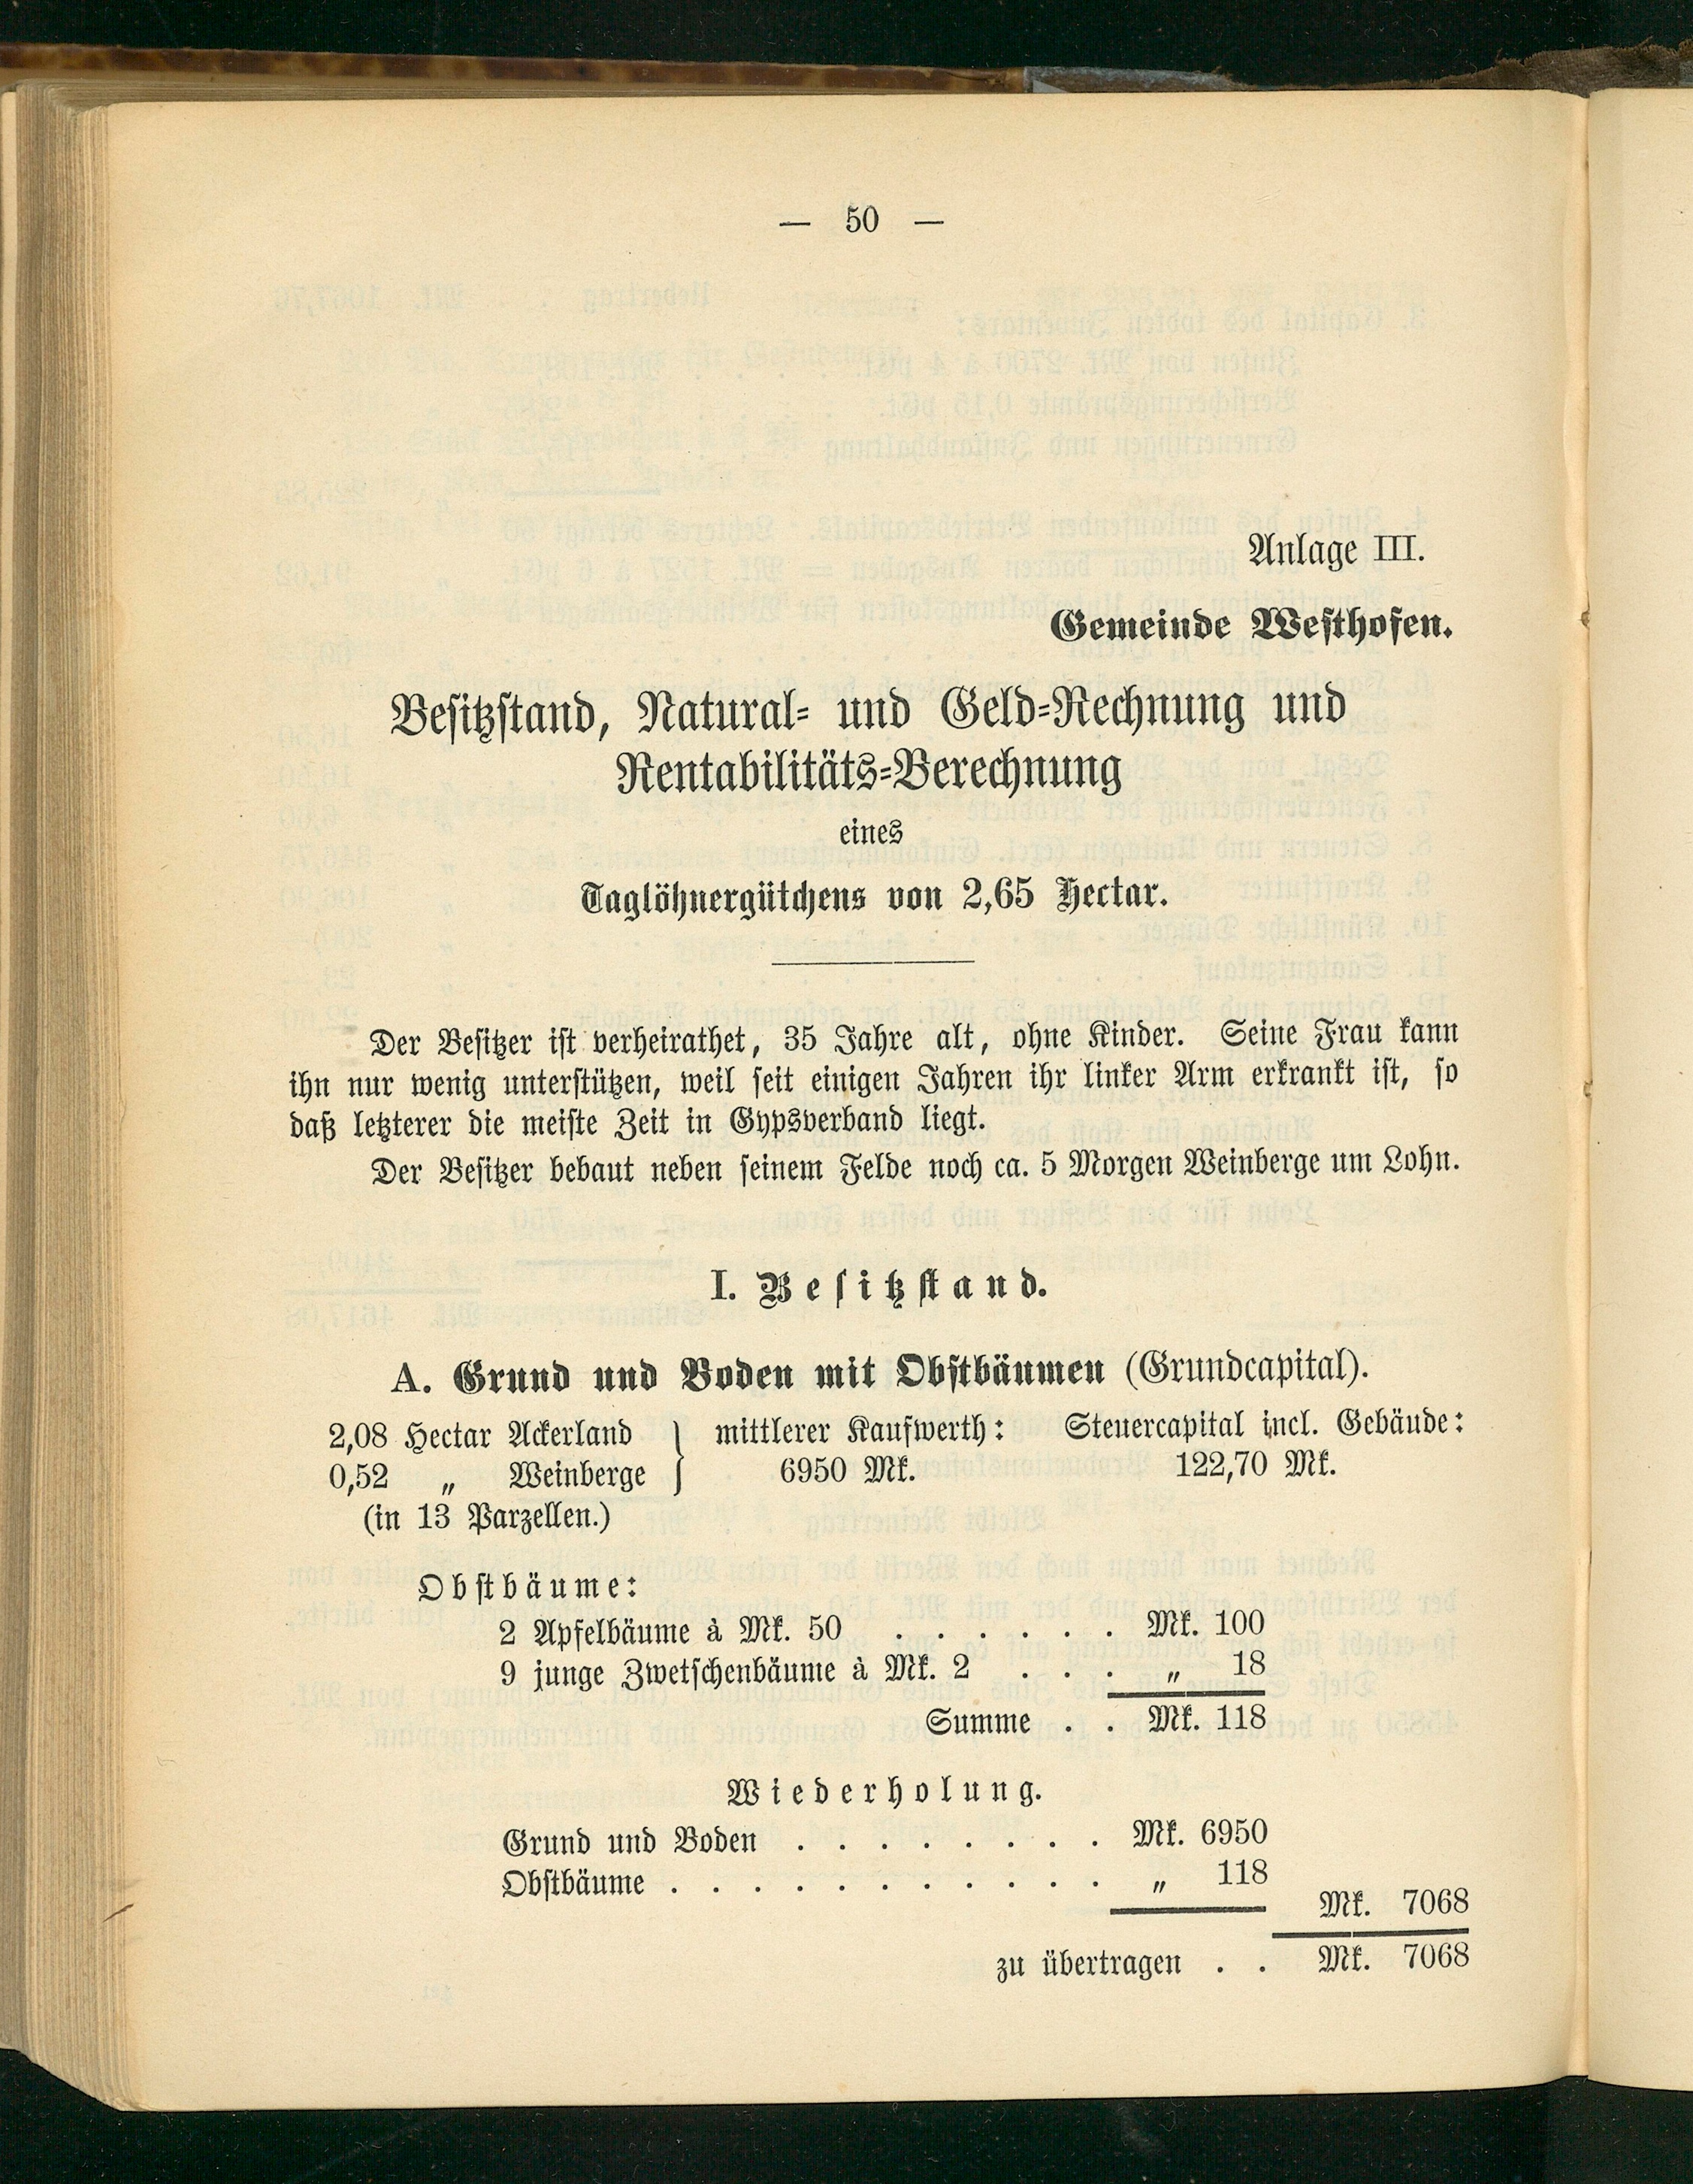 — 50 —
Anlage III.
Gemeinde Westhofen.
Besitzstand, Natural- und Geld-Rechnung und
Rentabilitäts-Berechnung
eines
Taglöhnergütchens von 2,65 Hectar.
Der Besitzer ist verheirathet, 35 Jahre alt, ohne Kinder. Seine Frau kann
ihn nur wenig unterstützen, weil seit einigen Jahren ihr linker Arm erkrankt ist, so
daß letzterer die meiste Zeit in Gypsverband liegt.
Der Besitzer bebaut neben seinem Felde noch ca. 5 Morgen Weinberge um Lohn.
I. Besitzstand.
A. Grund und Boden mit Obstbäumen (Grundcapital).
2,08 Hectar Ackerland } mittlerer Kaufwerth: Steuercapital incl. Gebäude:
0,52 „ Weinberge } 6950 Mk. 122,70 Mk.
(in 13 Parzellen.)
Obstbäume:
2 Apfelbäume à Mk. 50 . . . . . . Mk. 100
9 junge Zwetschenbäume à Mk. 2 . . . „ 18
Summe . . Mk. 118
Wiederholung.
Grund und Boden . . . . . . . . Mk. 6950
Obstbäume . . . . . . . . . . . „ 118
Mk. 7068
zu übertragen . . Mk. 7068